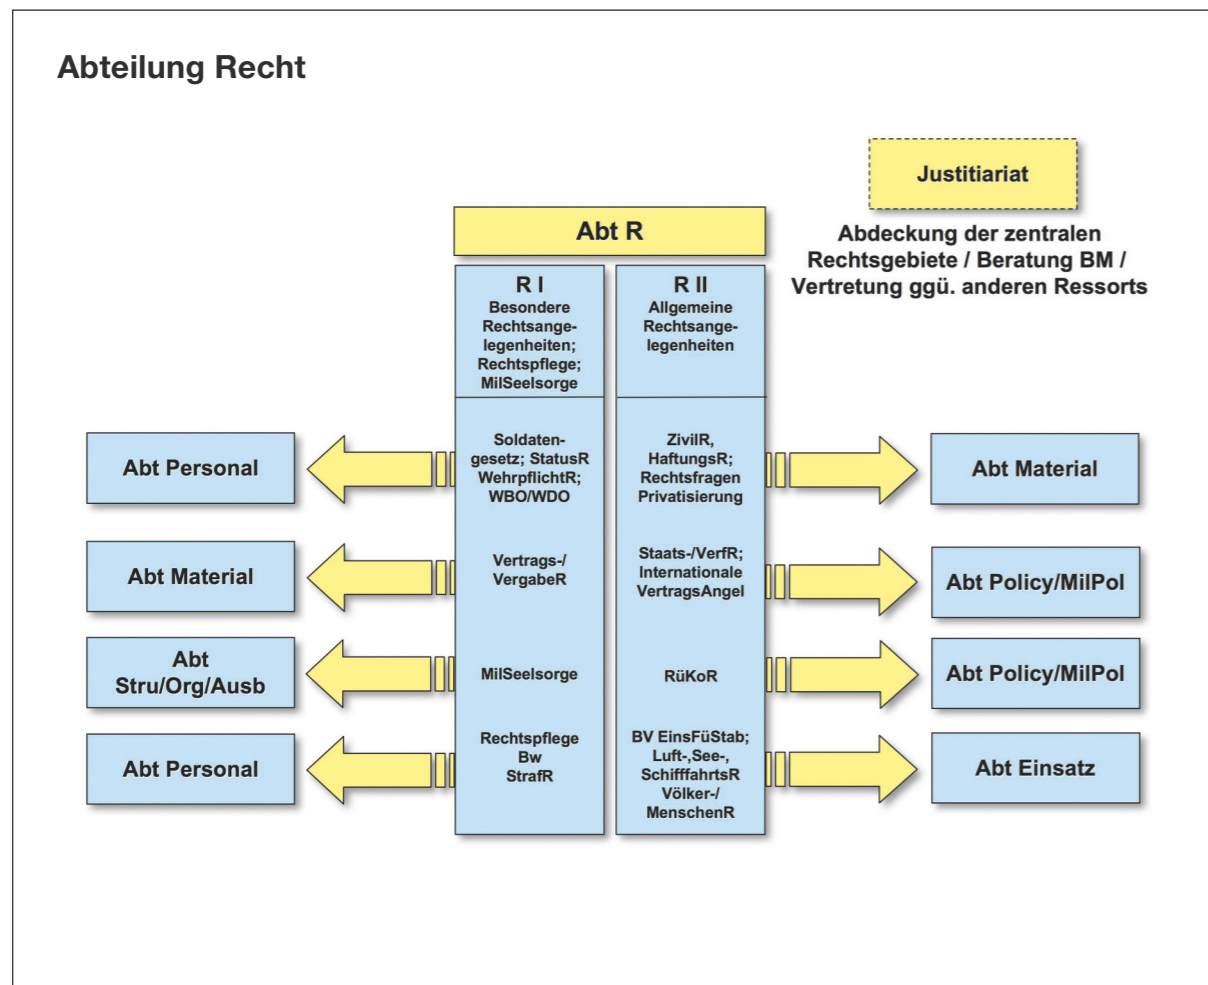 Abteilung Recht
Justitiariat
Abdeckung der zentralen
Rechtsgebiete / Beratung BM /
Vertretung ggü. anderen Ressorts
Abt R
R I
Besondere
Rechtsange-
legenheiten;
Rechtspflege;
MilSeelsorge
R II
Allgemeine
Rechtsange-
legenheiten
Abt Personal
Soldaten-
gesetz; StatusR
WehrpflichtR;
WBO/WDO
ZivilR,
HaftungsR;
Rechtsfragen
Privatisierung
Abt Material
Abt Material
Vertrags-/
VergabeR
Staats-/VerfR;
Internationale
VertragsAngel
Abt Policy/MilPol
Abt
Stru/Org/Ausb
MilSeelsorge
RüKoR
Abt Policy/MilPol
Abt Personal
Rechtspflege
Bw
StrafR
BV EinsFüStab;
Luft-,See-,
SchifffahrtsR
Völker-/
MenschenR
Abt Einsatz